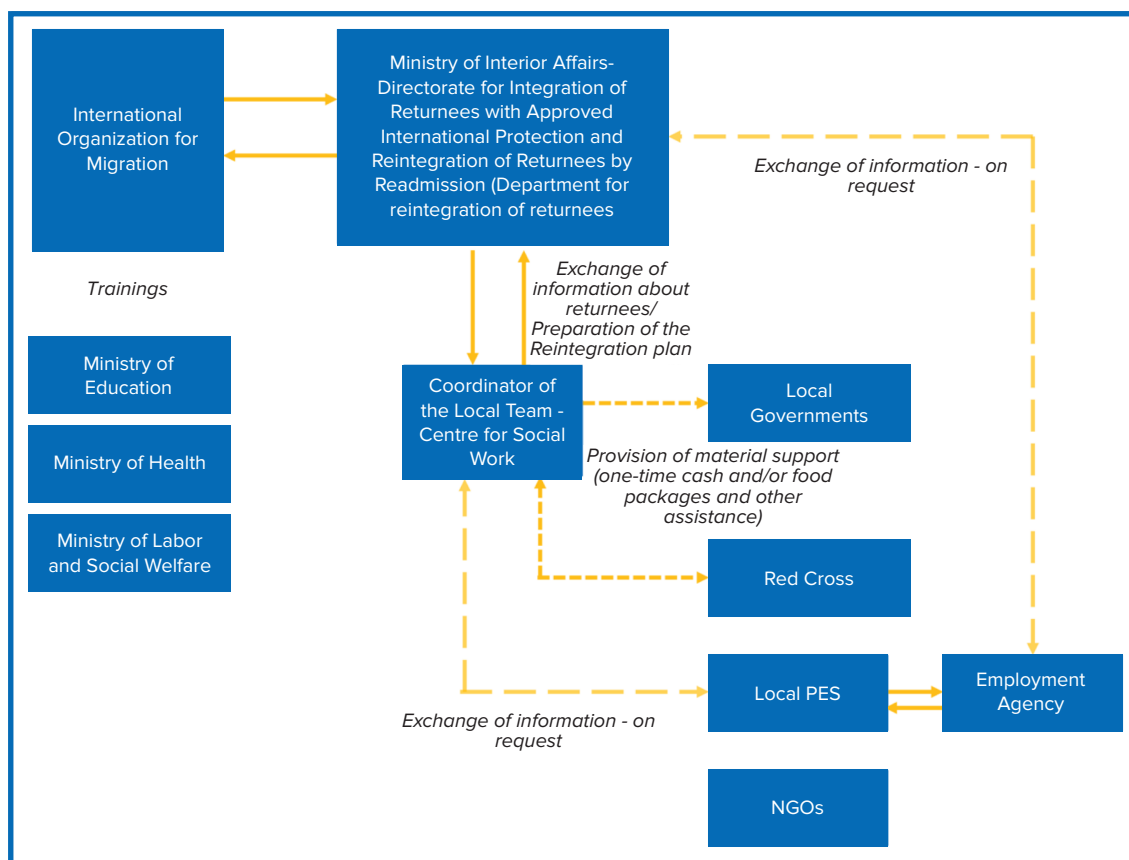 International
Organization for
Migration
Ministry of Interior Affairs-
Directorate for Integration of
Returnees with Approved
International Protection and
Reintegration of Returnees by
Readmission (Department for
reintegration of returnees
Exchange of information - on
request
Trainings
Exchange of
information about
returnees/
Preparation of the
Reintegration plan
Ministry of
Education
Ministry of Health
Ministry of Labor
and Social Welfare
Coordinator of
the Local Team -
Centre for Social
Work
Local
Governments
Provision of material support
(one-time cash and/or food
packages and other
assistance)
Red Cross
Local PES
Employment
Agency
Exchange of information - on
request
NGOs